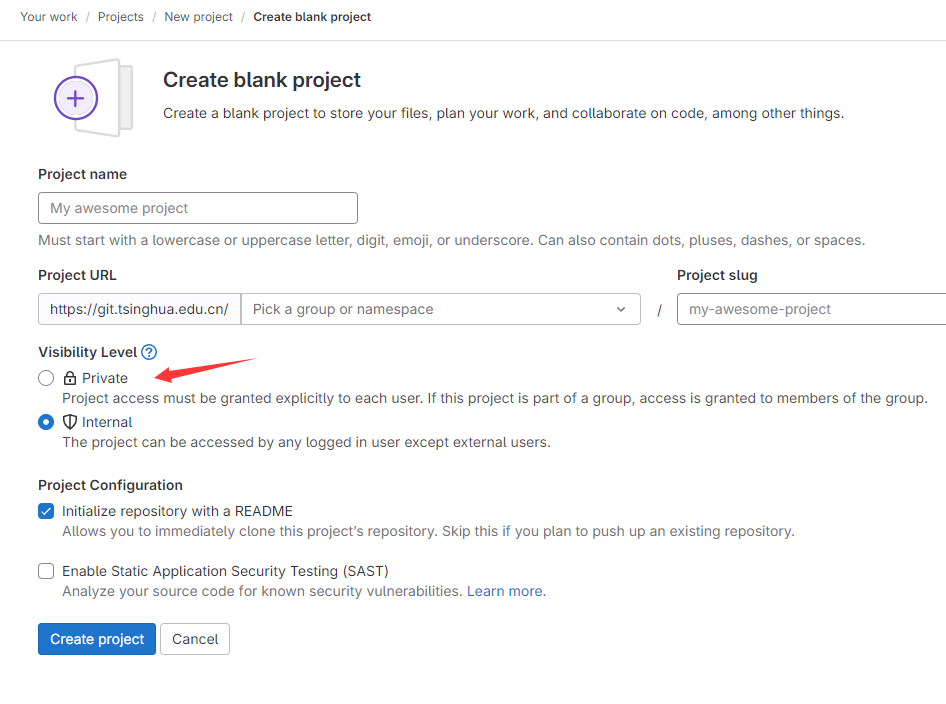 Your work / Projects / New project / Create blank project
Create blank project
Create a blank project to store your files, plan your work, and collaborate on code, among other things.
Project name
My awesome project
Must start with a lowercase or uppercase letter, digit, emoji, or underscore. Can also contain dots, pluses, dashes, or spaces.
Project URL Project slug
https://git.tsinghua.edu.cn/ Pick a group or namespace / my-awesome-project
Visibility Level ?
Private
Project access must be granted explicitly to each user. If this project is part of a group, access is granted to members of the group.
Internal
The project can be accessed by any logged in user except external users.
Project Configuration
Initialize repository with a README
Allows you to immediately clone this project’s repository. Skip this if you plan to push up an existing repository.
Enable Static Application Security Testing (SAST)
Analyze your source code for known security vulnerabilities. Learn more.
Create project Cancel